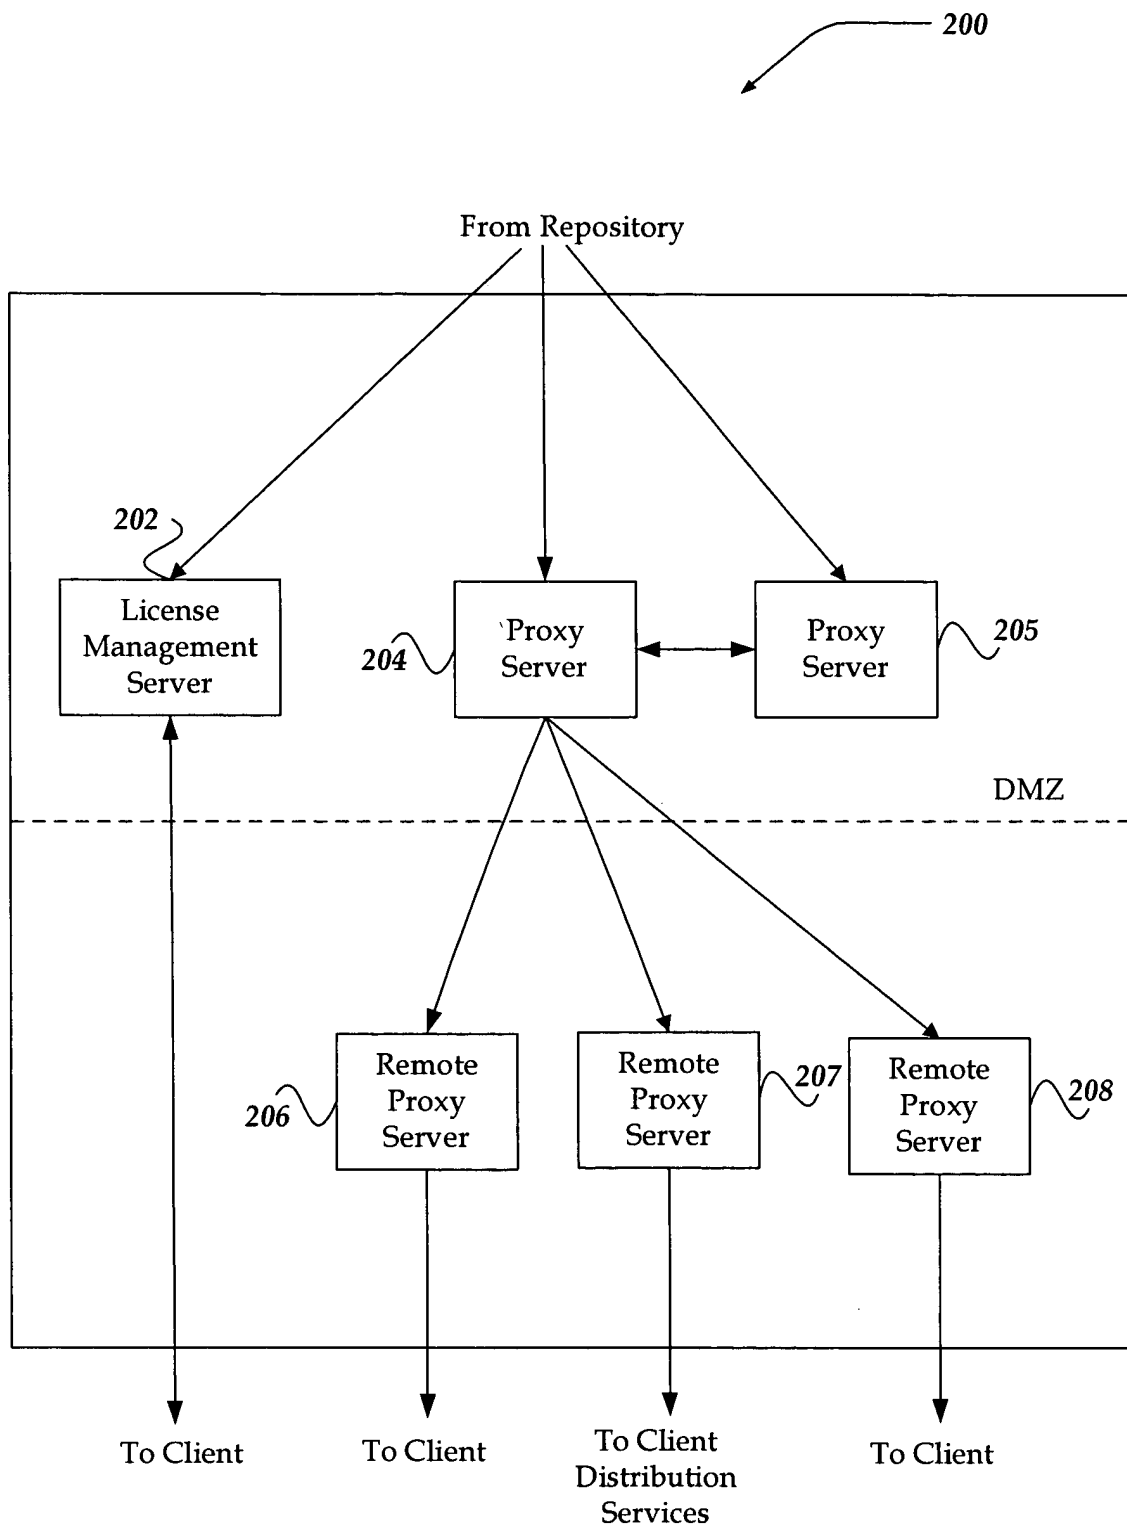 200
From Repository
202
License
Management
Server
204
Proxy
Server
Proxy
Server
205
DMZ
206
Remote
Proxy
Server
Remote
Proxy
Server
207
Remote
Proxy
Server
208
To Client
To Client
To Client
Distribution
Services
To Client